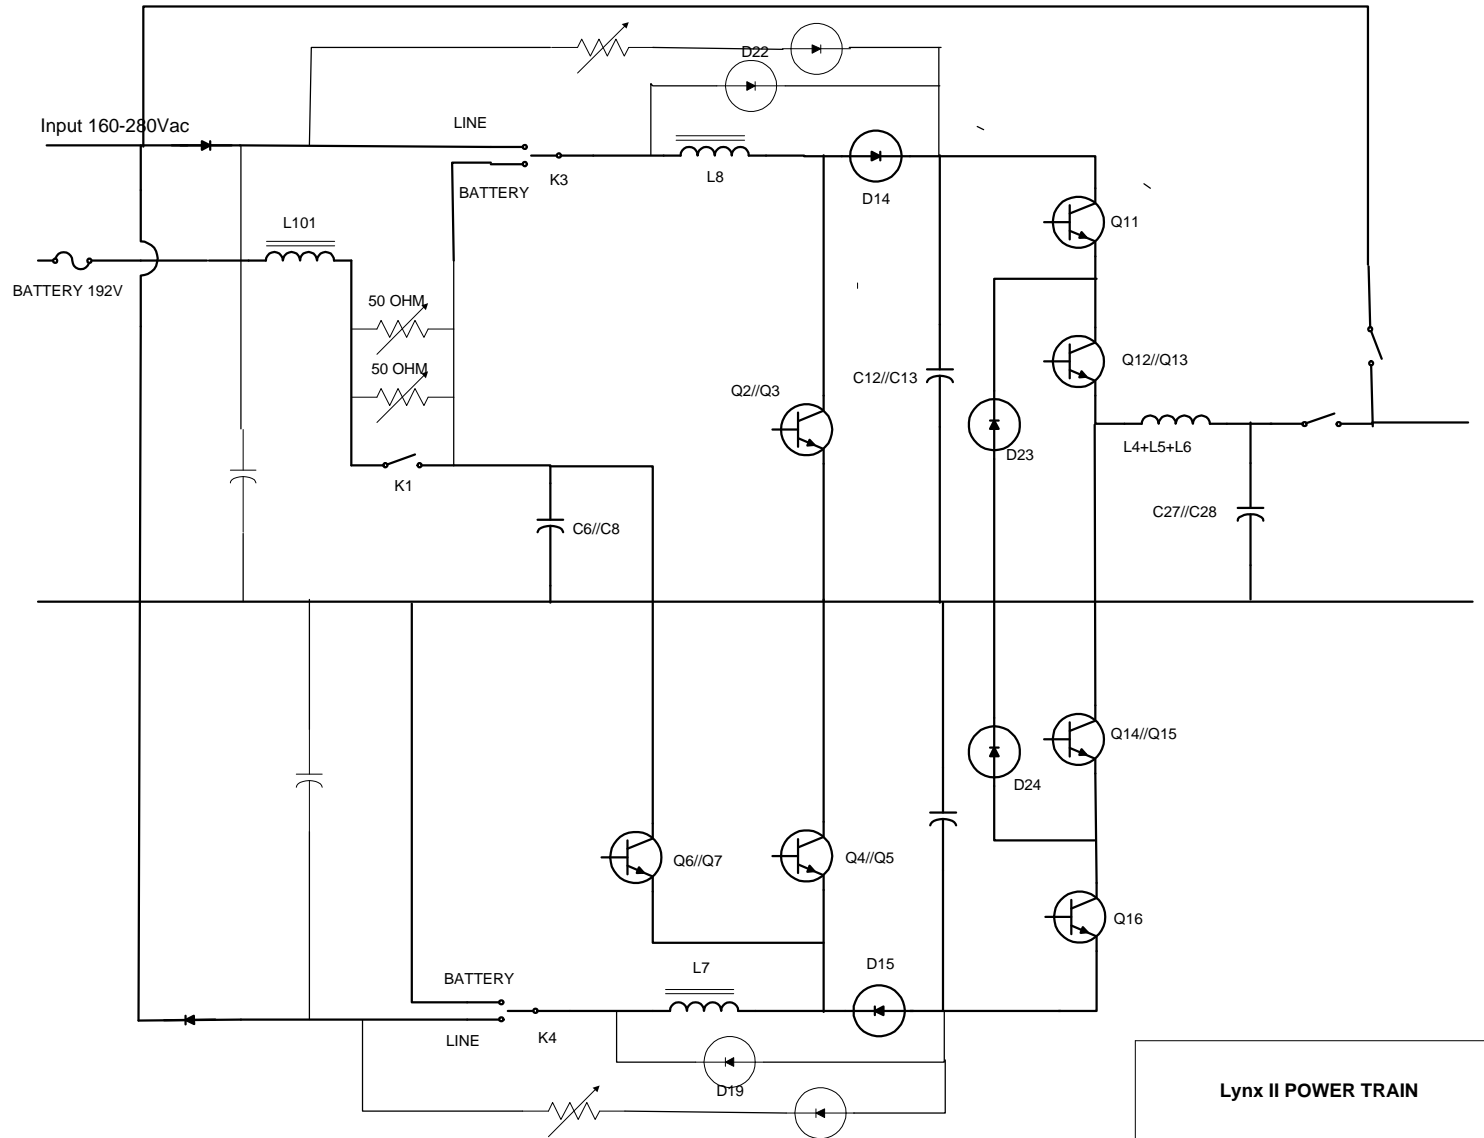 D22
Input 160-280Vac
LINE
BATTERY
K3
L8
D14
Q11
L101
BATTERY 192V
50 OHM
50 OHM
Q2//Q3
C12//C13
Q12//Q13
D23
L4+L5+L6
K1
C6//C8
C27//C28
Q14//Q15
D24
Q6//Q7
Q4//Q5
Q16
L7
D15
BATTERY
LINE
K4
D19
Lynx II POWER TRAIN